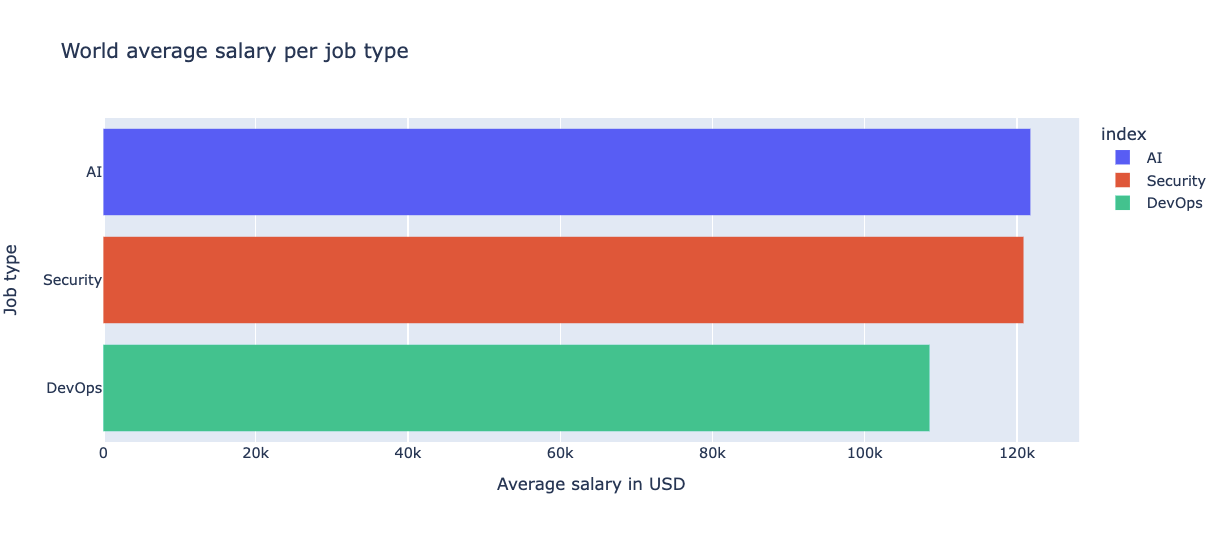 World average salary per job type
index
AI
Security
DevOps
Job type
AI
Security
DevOps
0 20k 40k 60k 80k 100k 120k
Average salary in USD